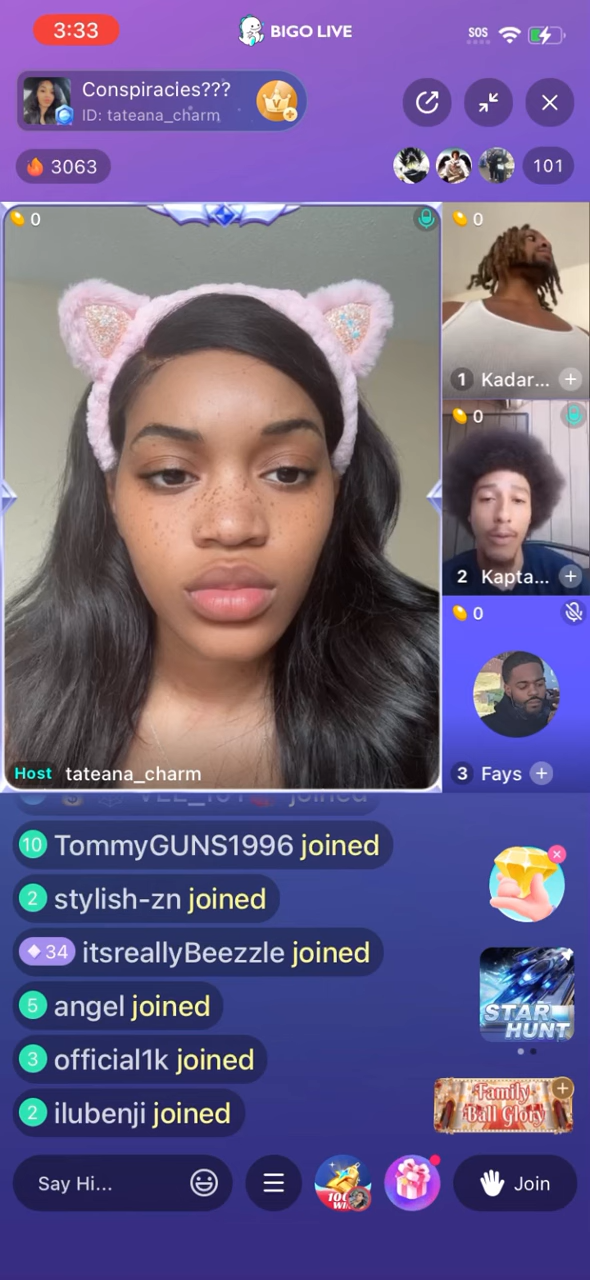 3:33
BIGO LIVE
SOS
Conspiracies???
ID: tateana_charm
V
3063
101
0
0
1 Kadar...
0
2 Kapta...
0
3 Fays
Host tateana_charm
joined
10 TommyGUNS1996 joined
2 stylish-zn joined
34 itsreallyBeezzle joined
5 angel joined
3 official1k joined
2 ilubenji joined
STAR
HUNT
Family
Ball Glory
Say Hi...
Join